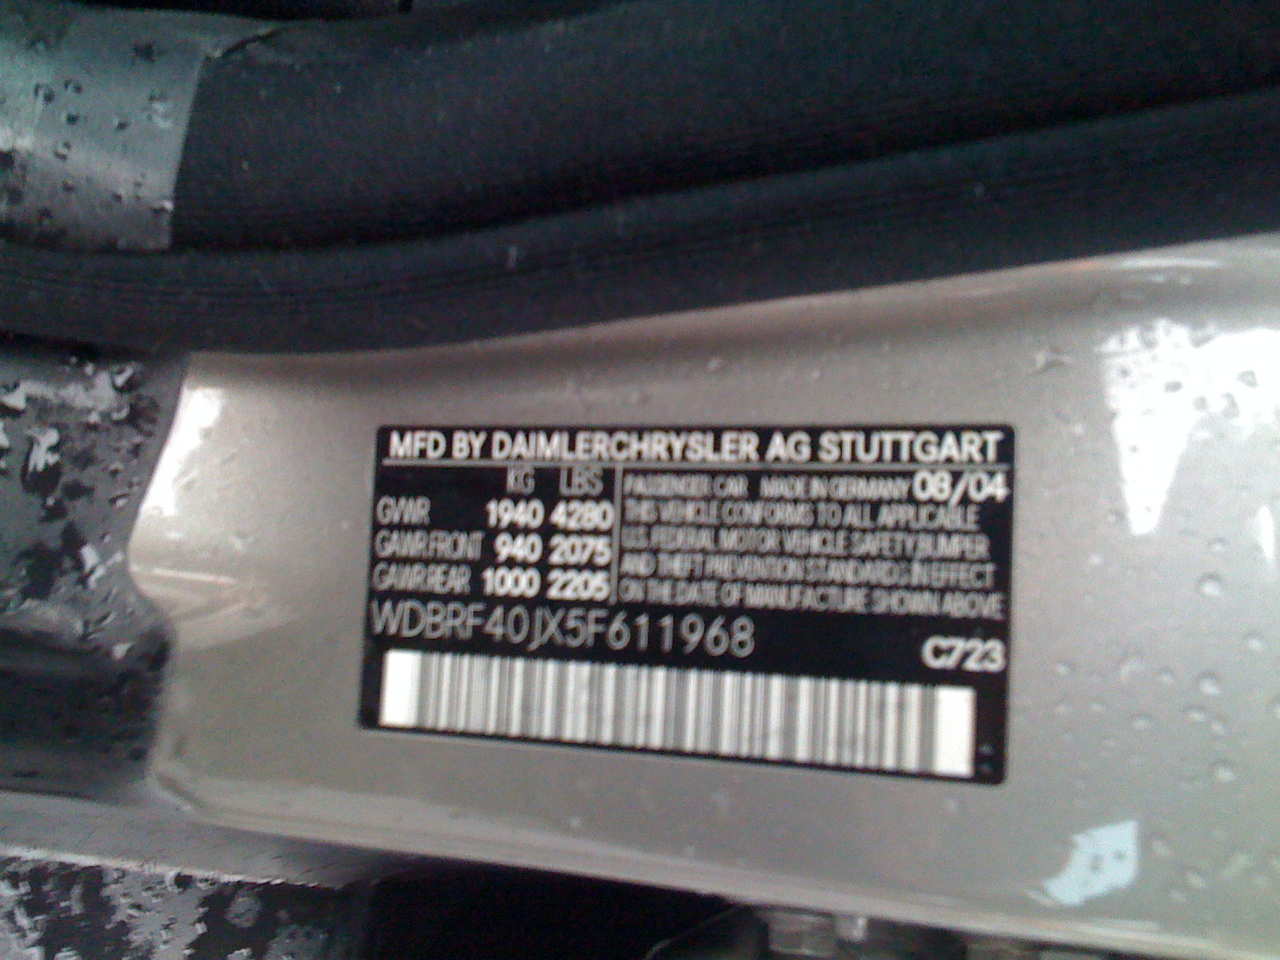 MFD BY DAIMLERCHRYSLER AG STUTTGART
KG LBS
GVWR 1940 4280
GAWR FRONT 940 2075
GAWR REAR 1000 2205
PASSENGER CAR MADE IN GERMANY 08/04
THIS VEHICLE CONFORMS TO ALL APPLICABLE
U.S. FEDERAL MOTOR VEHICLE SAFETY, BUMPER
AND THEFT PREVENTION STANDARDS IN EFFECT
ON THE DATE OF MANUFACTURE SHOWN ABOVE
WDBRF40JX5F611968
C723